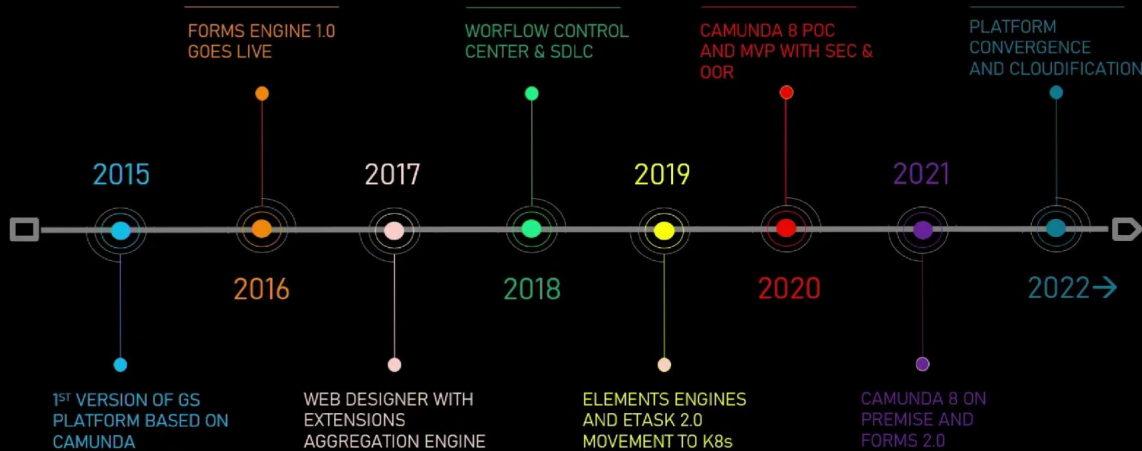 FORMS ENGINE 1.0
GOES LIVE
WORFLOW CONTROL
CENTER & SDLC
CAMUNDA 8 POC
AND MVP WITH SEC &
OOR
PLATFORM
CONVERGENCE
AND CLOUDIFICATION
2015
2017
2019
2021
2016
2018
2020
2022→
1ST VERSION OF GS
PLATFORM BASED ON
CAMUNDA
WEB DESIGNER WITH
EXTENSIONS
AGGREGATION ENGINE
ELEMENTS ENGINES
AND ETASK 2.0
MOVEMENT TO K8s
CAMUNDA 8 ON
PREMISE AND
FORMS 2.0